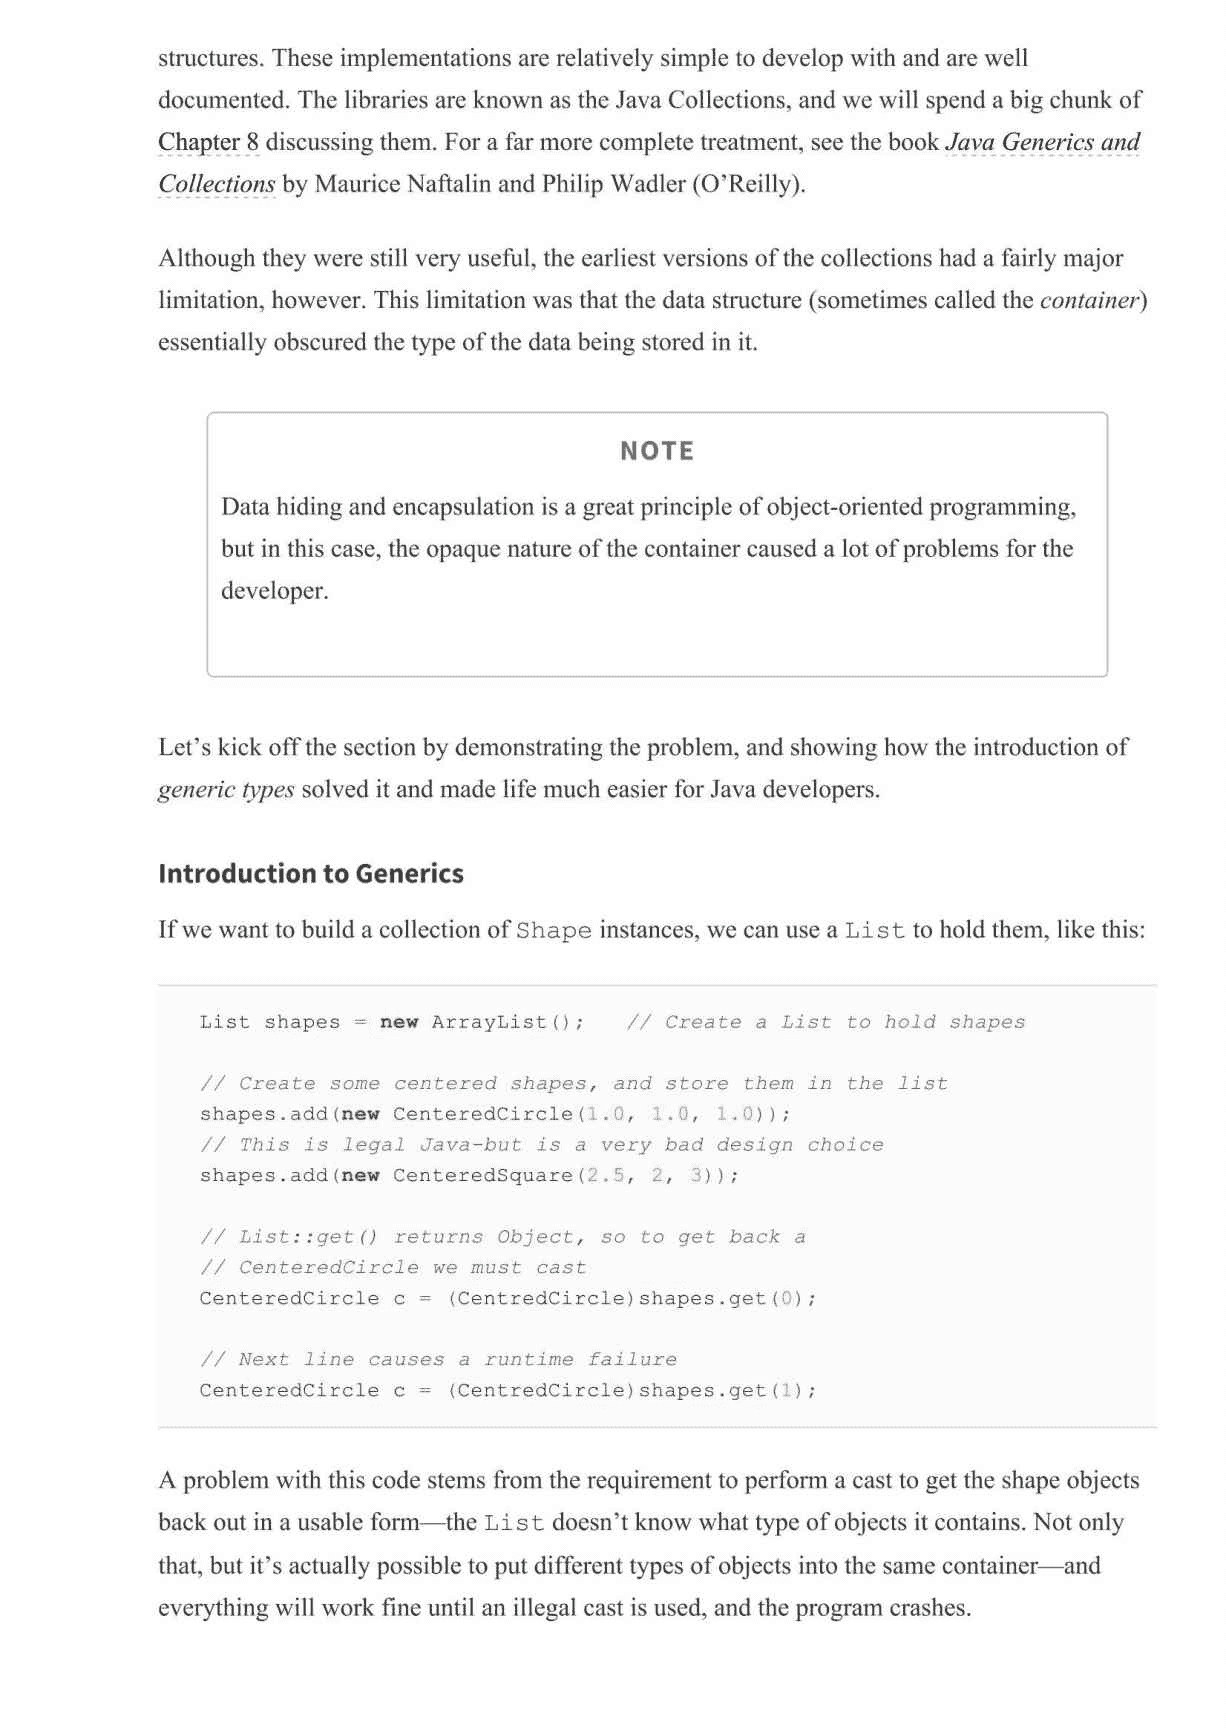 structures. These implementations are relatively simple to develop with and are well
documented. The libraries are known as the Java Collections, and we will spend a big chunk of
Chapter 8 discussing them. For a far more complete treatment, see the book Java Generics and
Collections by Maurice Naftalin and Philip Wadler (O’Reilly).
Although they were still very useful, the earliest versions of the collections had a fairly major
limitation, however. This limitation was that the data structure (sometimes called the container)
essentially obscured the type of the data being stored in it.
NOTE
Data hiding and encapsulation is a great principle of object-oriented programming,
but in this case, the opaque nature of the container caused a lot of problems for the
developer.
Let’s kick off the section by demonstrating the problem, and showing how the introduction of
generic types solved it and made life much easier for Java developers.
Introduction to Generics
If we want to build a collection of Shape instances, we can use a List to hold them, like this:
List shapes = new ArrayList();   // Create a List to hold shapes
// Create some centered shapes, and store them in the list
shapes.add(new CenteredCircle(1.0, 1.0, 1.0));
// This is legal Java-but is a very bad design choice
shapes.add(new CenteredSquare(2.5, 2, 3));
// List::get() returns Object, so to get back a
// CenteredCircle we must cast
CenteredCircle c = (CentredCircle)shapes.get(0);
// Next line causes a runtime failure
CenteredCircle c = (CentredCircle)shapes.get(1);
A problem with this code stems from the requirement to perform a cast to get the shape objects
back out in a usable form—the List doesn’t know what type of objects it contains. Not only
that, but it’s actually possible to put different types of objects into the same container—and
everything will work fine until an illegal cast is used, and the program crashes.